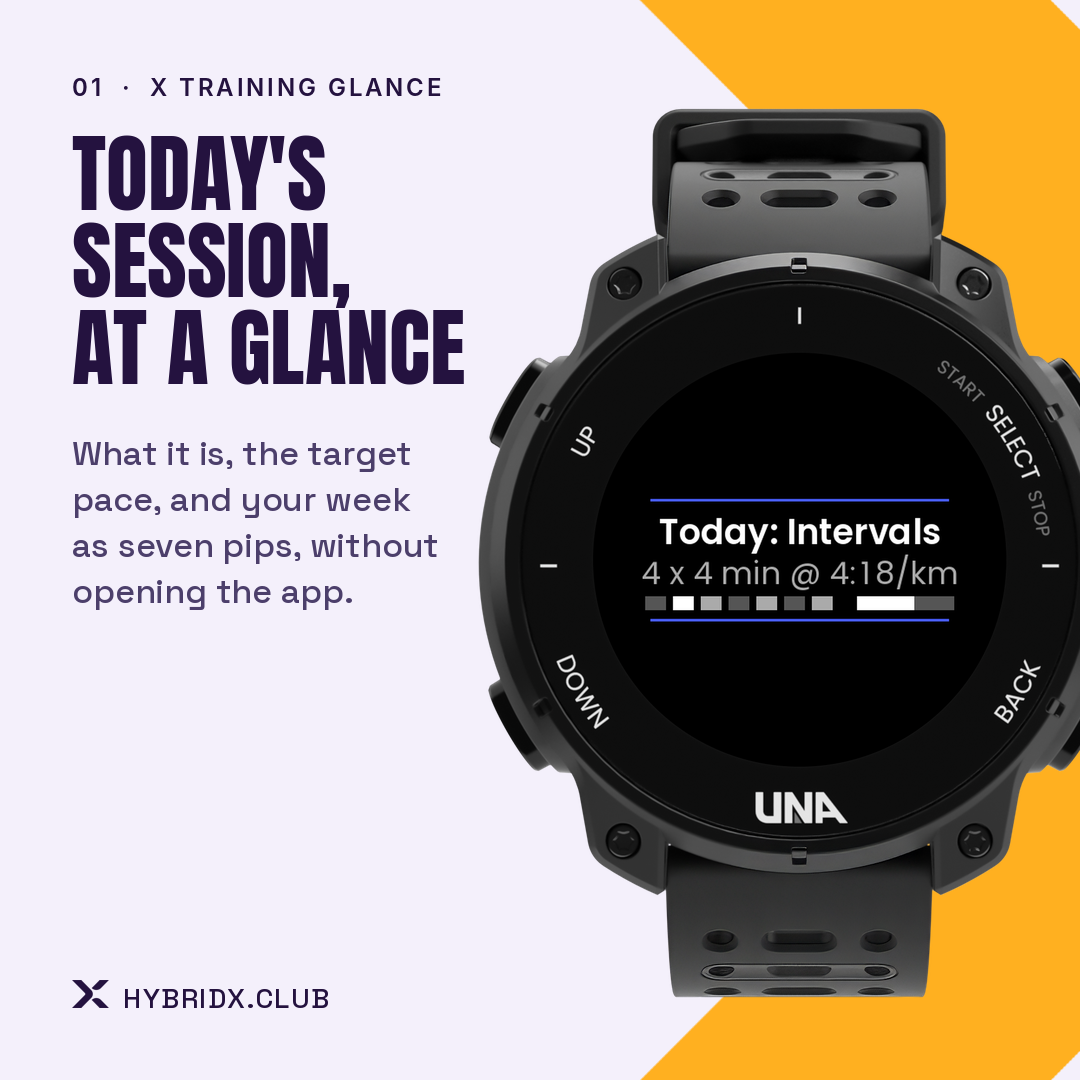 01 · X TRAINING GLANCE
TODAY'S
SESSION,
AT A GLANCE
What it is, the target
pace, and your week
as seven pips, without
opening the app.
START
SELECT
STOP
UP
Today: Intervals
4 x 4 min @ 4:18/km
DOWN
BACK
UNA
HYBRIDX.CLUB